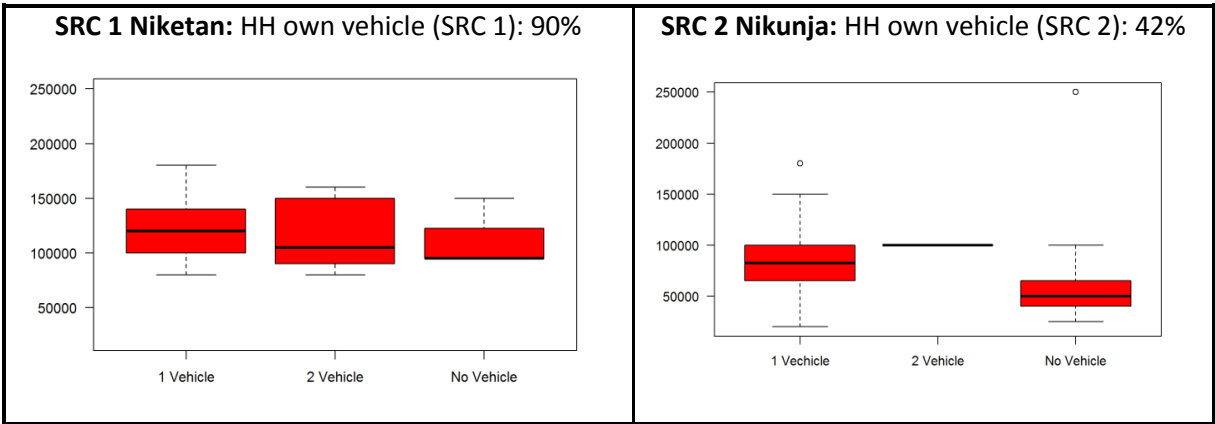 SRC 1 Niketan: HH own vehicle (SRC 1): 90%
250000
200000
150000
100000
50000
1 Vehicle 2 Vehicle No Vehicle
SRC 2 Nikunja: HH own vehicle (SRC 2): 42%
250000
200000
150000
100000
50000
1 Vechicle 2 Vehicle No Vehicle